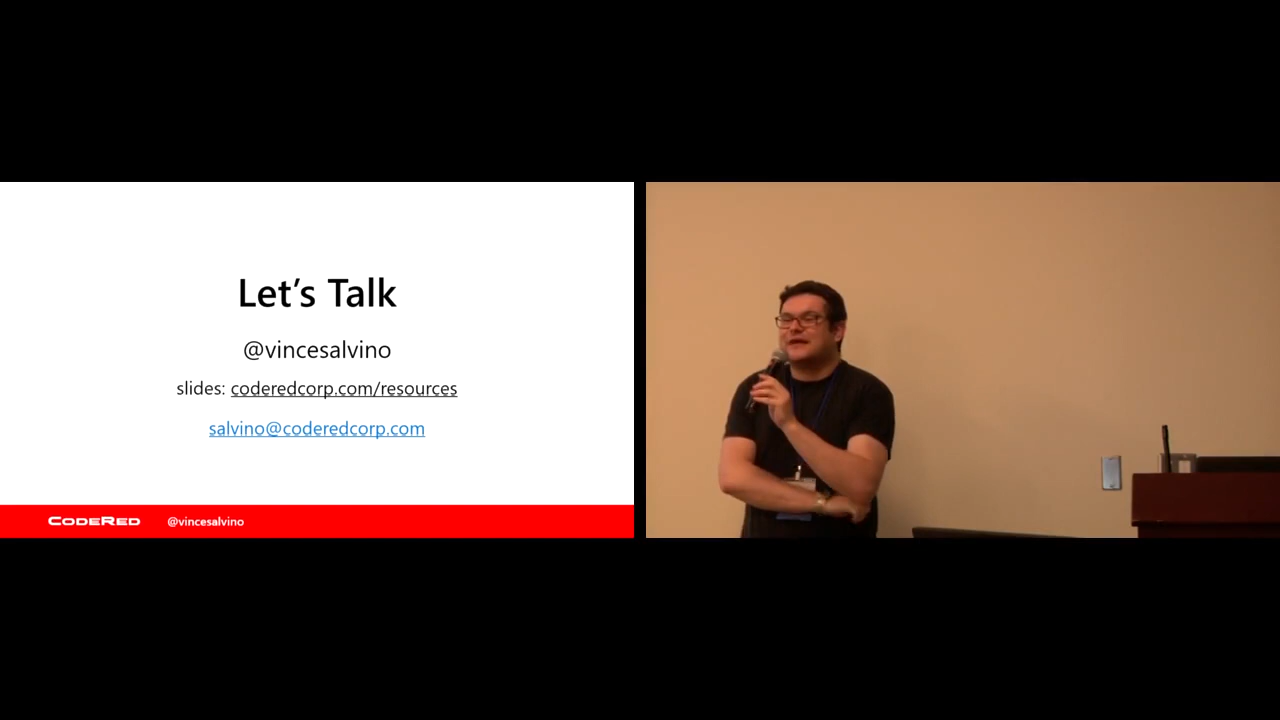 Let's Talk
@vincesalvino
slides: coderedcorp.com/resources
salvino@coderedcorp.com
CODERED @vincesalvino